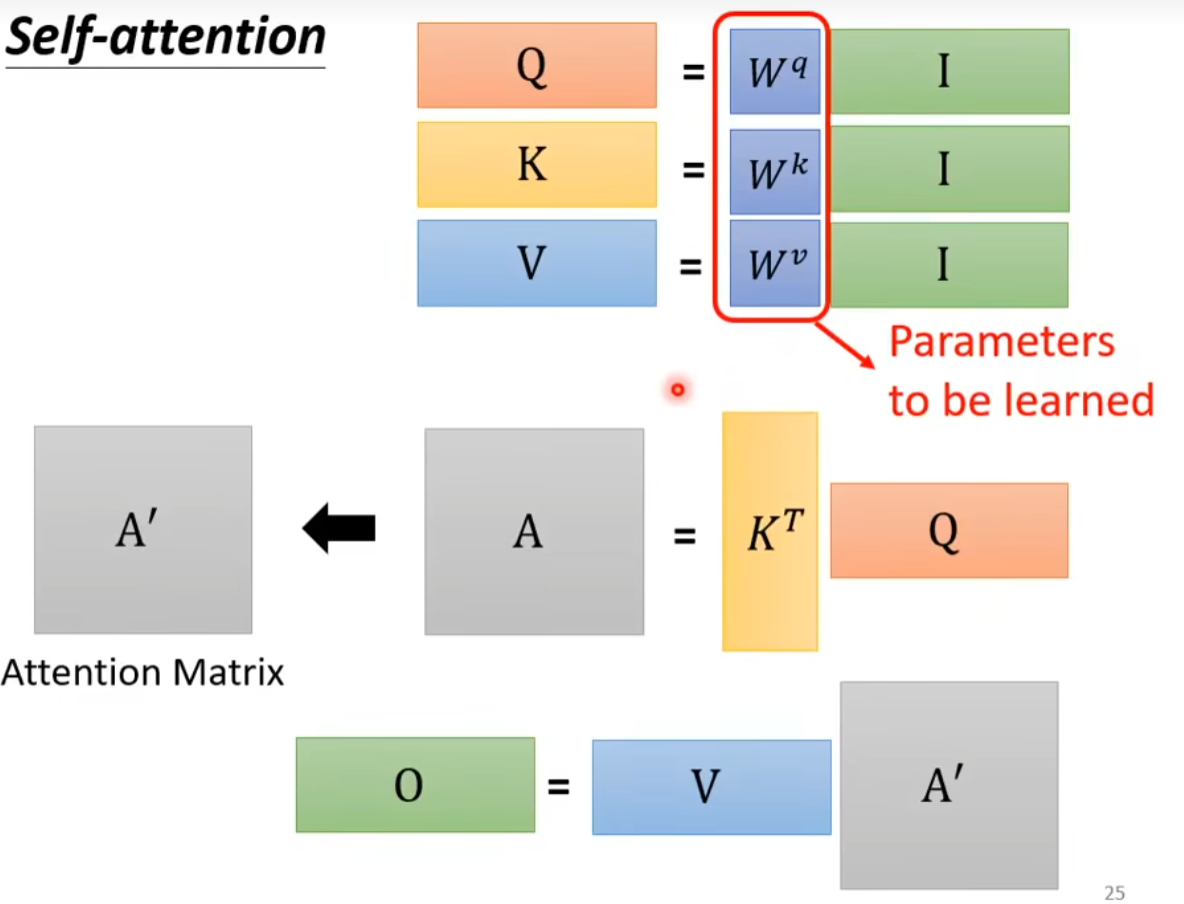 Self-attention
Q = W^q I
K = W^k I
V = W^v I
Parameters
to be learned
A′ A = K^T Q
Attention Matrix
O = V A′
25